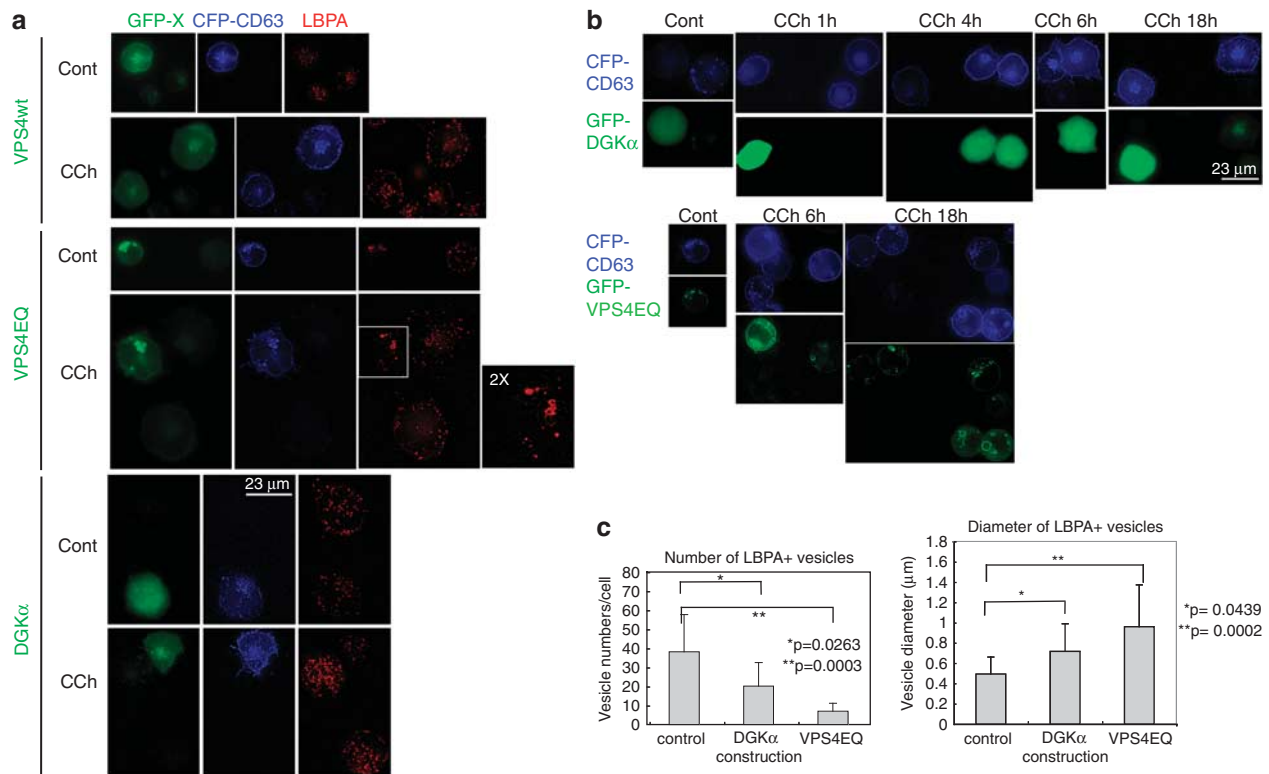 a
GFP-X CFP-CD63 LBPA
VPS4wt
Cont
CCh
VPS4EQ
Cont
CCh
2X
DGKα
23 μm
Cont
CCh
b
Cont CCh 1h CCh 4h CCh 6h CCh 18h
CFP-
CD63
GFP-
DGKα
23 μm
Cont CCh 6h CCh 18h
CFP-
CD63
GFP-
VPS4EQ
c
Number of LBPA+ vesicles
Vesicle numbers/cell
80
70
60
50
40
30
20
10
0
*
**
*p=0.0263
**p=0.0003
control DGKα VPS4EQ
construction
Diameter of LBPA+ vesicles
Vesicle diameter (μm)
1.8
1.6
1.4
1.2
1
0.8
0.6
0.4
0.2
0
**
*
*p= 0.0439
**p= 0.0002
control DGKα VPS4EQ
construction